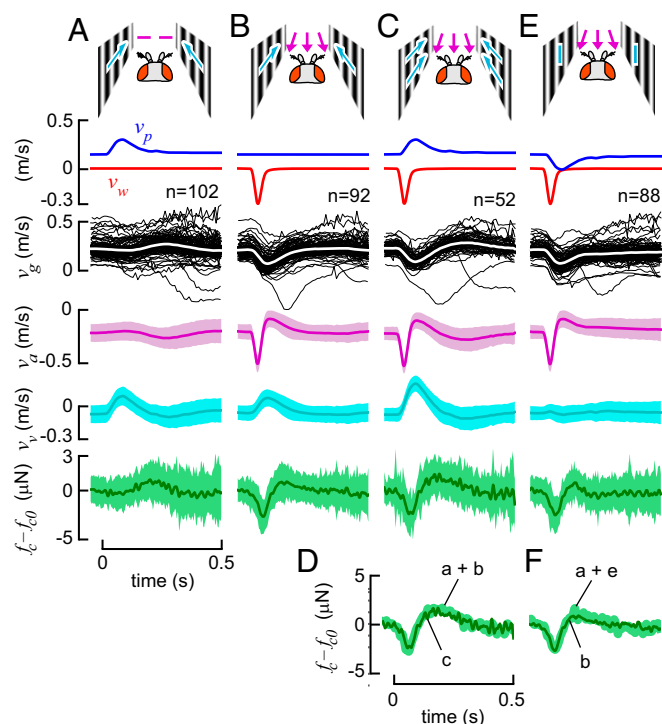 A B C E
0.5
v_p
0
(m/s)
v_w
-0.3
n=102 n=92 n=52 n=88
0.5
v_g (m/s)
0
0
v_a (m/s)
-0.5
0
v_v (m/s)
-0.3
3
0
f_c–f_c0 (μN)
-5
0 0.5
time (s)
D F
5
a + b a + e
0
f_c–f_c0 (μN)
c b
-5
0 0.5
time (s)